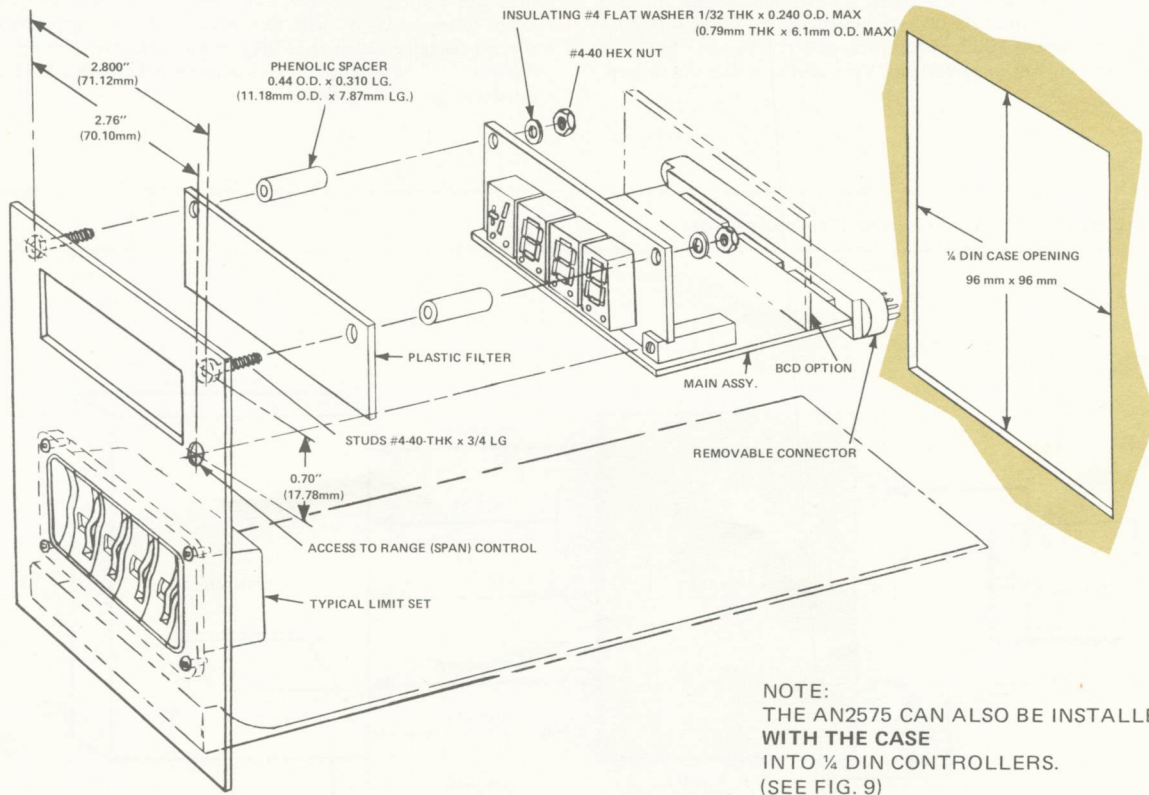 INSULATING #4 FLAT WASHER 1/32 THK x 0.240 O.D. MAX
(0.79mm THK x 6.1mm O.D. MAX)
#4-40 HEX NUT
2.800"
(71.12mm)
PHENOLIC SPACER
0.44 O.D. x 0.310 LG.
(11.18mm O.D. x 7.87mm LG.)
2.76"
(70.10mm)
¼ DIN CASE OPENING
96 mm x 96 mm
PLASTIC FILTER
BCD OPTION
MAIN ASSY.
STUDS #4-40-THK x 3/4 LG
REMOVABLE CONNECTOR
0.70"
(17.78mm)
ACCESS TO RANGE (SPAN) CONTROL
TYPICAL LIMIT SET
NOTE:
THE AN2575 CAN ALSO BE INSTALLE
WITH THE CASE
INTO ¼ DIN CONTROLLERS.
(SEE FIG. 9)